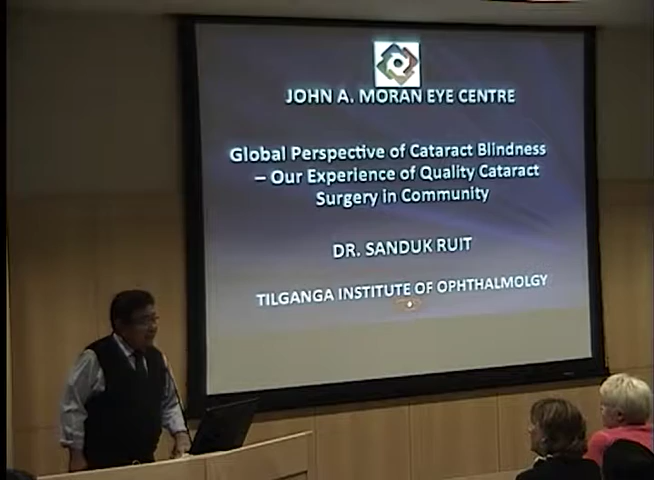 JOHN A. MORAN EYE CENTRE
Global Perspective of Cataract Blindness
– Our Experience of Quality Cataract
Surgery in Community
DR. SANDUK RUIT
TILGANGA INSTITUTE OF OPHTHALMOLGY